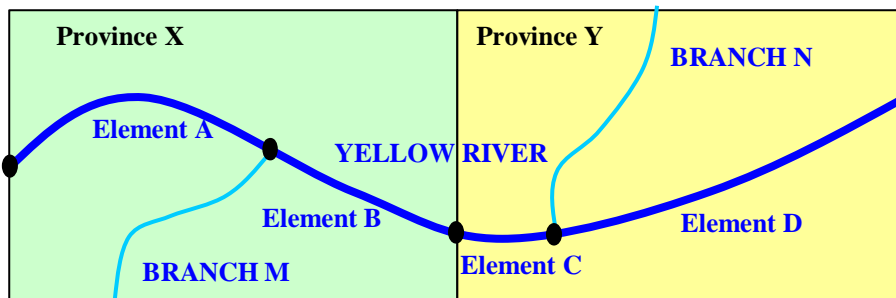 Province X
Province Y
BRANCH N
Element A
YELLOW RIVER
Element B
Element D
Element C
BRANCH M